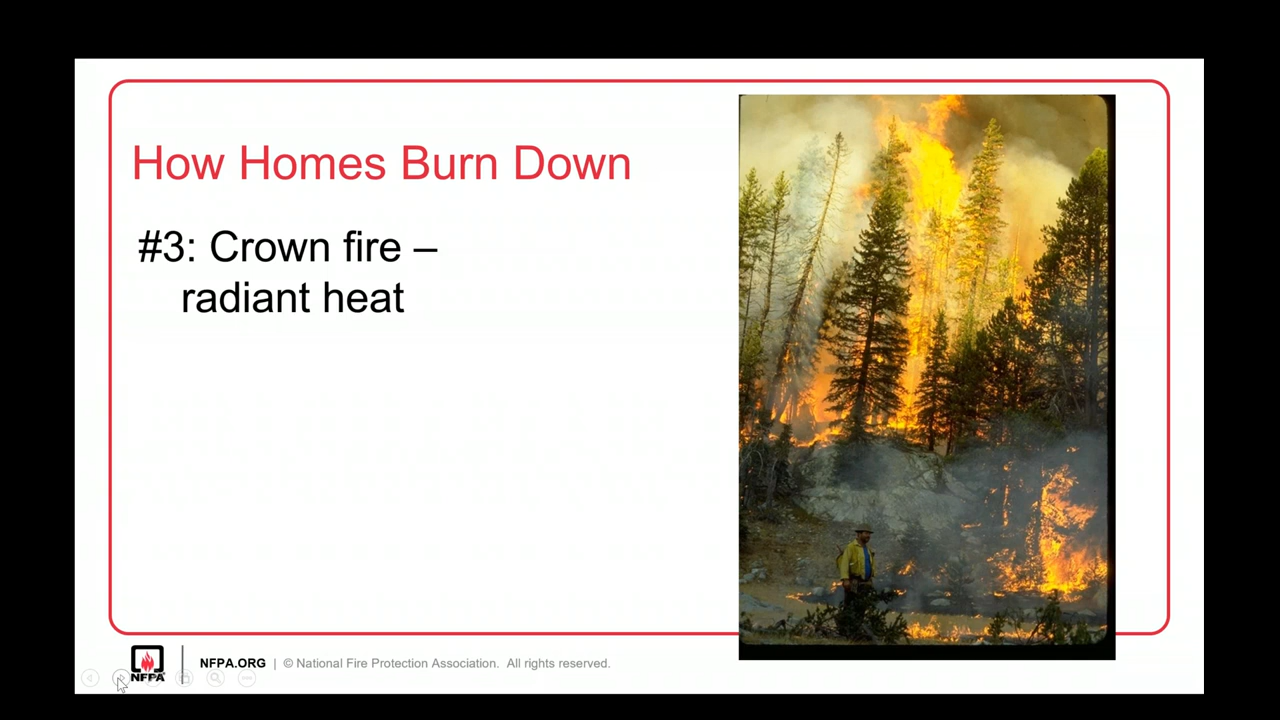 How Homes Burn Down
#3: Crown fire –
radiant heat
NFPA
NFPA.ORG | © National Fire Protection Association. All rights reserved.